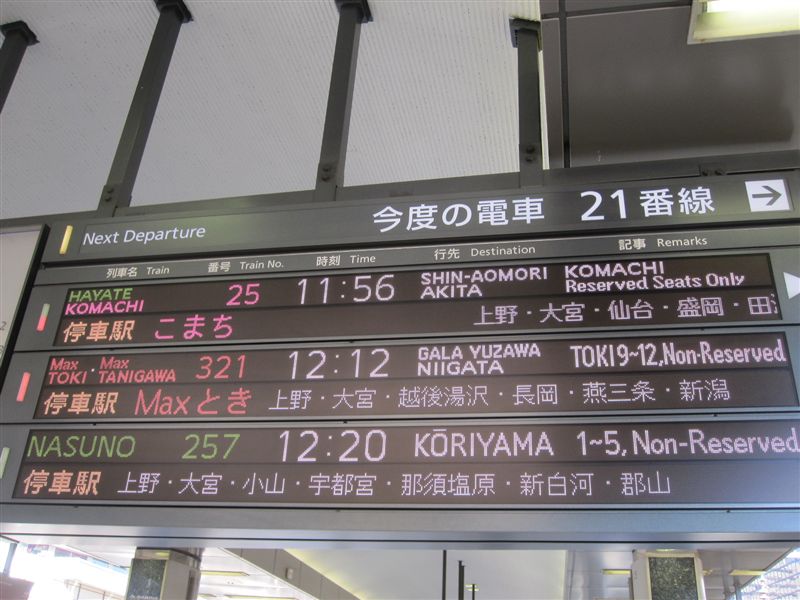 Next Departure 今度の電車 21番線 →
列車名 Train 番号 Train No. 時刻 Time 行先 Destination 記事 Remarks
HAYATE 25 11:56 SHIN-AOMORI KOMACHI
KOMACHI AKITA Reserved Seats Only
停車駅 こまち 上野・大宮・仙台・盛岡・田
Max Max 321 12:12 GALA YUZAWA TOKI9~12,Non-Reserved
TOKI・TANIGAWA NIIGATA
停車駅 Maxとき 上野・大宮・越後湯沢・長岡・燕三条・新潟
NASUNO 257 12:20 KŌRIYAMA 1~5,Non-Reserved
停車駅 上野・大宮・小山・宇都宮・那須塩原・新白河・郡山